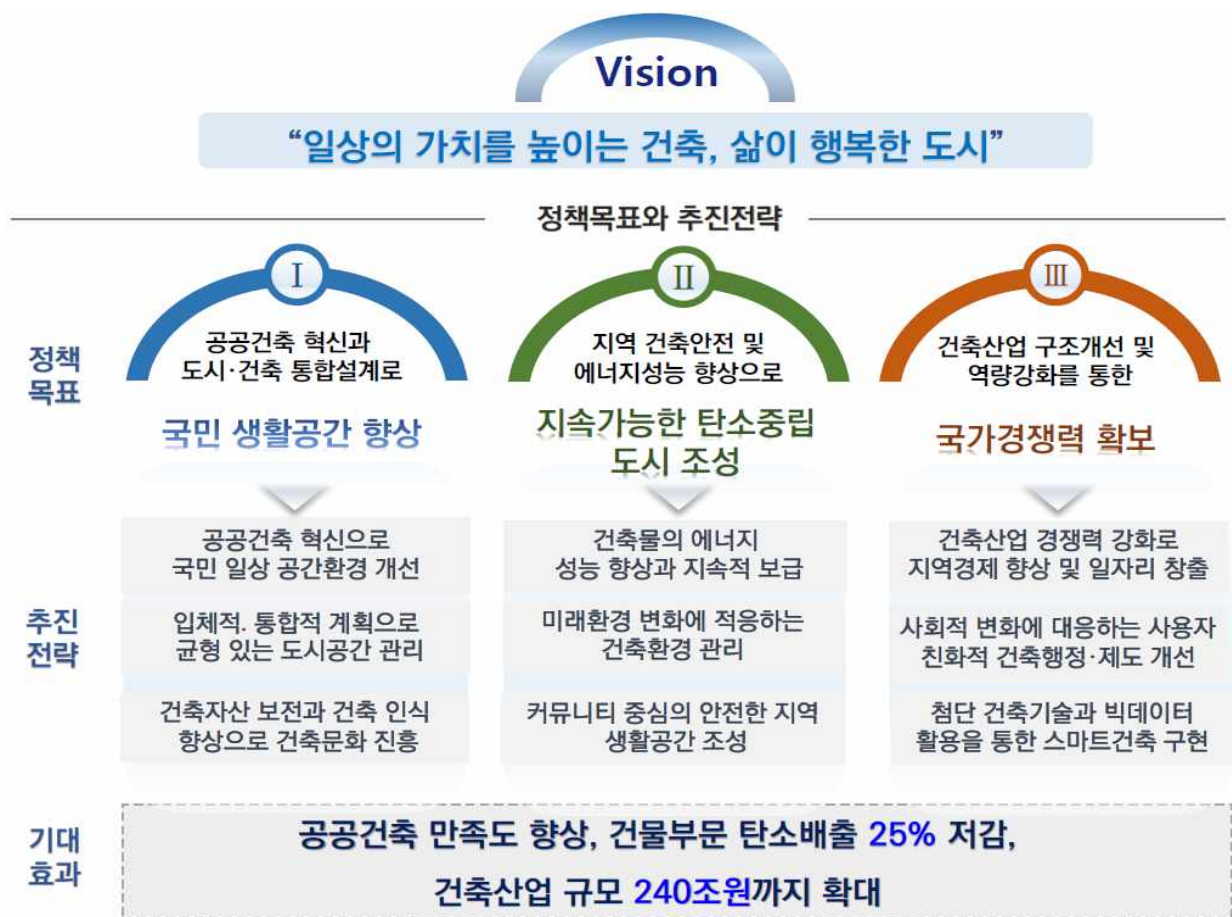 Vision
“일상의 가치를 높이는 건축, 삶이 행복한 도시”
정책목표와 추진전략
정책
목표
Ⅰ
공공건축 혁신과
도시·건축 통합설계로
국민 생활공간 향상
Ⅱ
지역 건축안전 및
에너지성능 향상으로
지속가능한 탄소중립
도시 조성
Ⅲ
건축산업 구조개선 및
역량강화를 통한
국가경쟁력 확보
추진
전략
공공건축 혁신으로
국민 일상 공간환경 개선
건축물의 에너지
성능 향상과 지속적 보급
건축산업 경쟁력 강화로
지역경제 향상 및 일자리 창출
입체적. 통합적 계획으로
균형 있는 도시공간 관리
미래환경 변화에 적응하는
건축환경 관리
사회적 변화에 대응하는 사용자
친화적 건축행정·제도 개선
건축자산 보전과 건축 인식
향상으로 건축문화 진흥
커뮤니티 중심의 안전한 지역
생활공간 조성
첨단 건축기술과 빅데이터
활용을 통한 스마트건축 구현
기대
효과
공공건축 만족도 향상, 건물부문 탄소배출 25% 저감,
건축산업 규모 240조원까지 확대